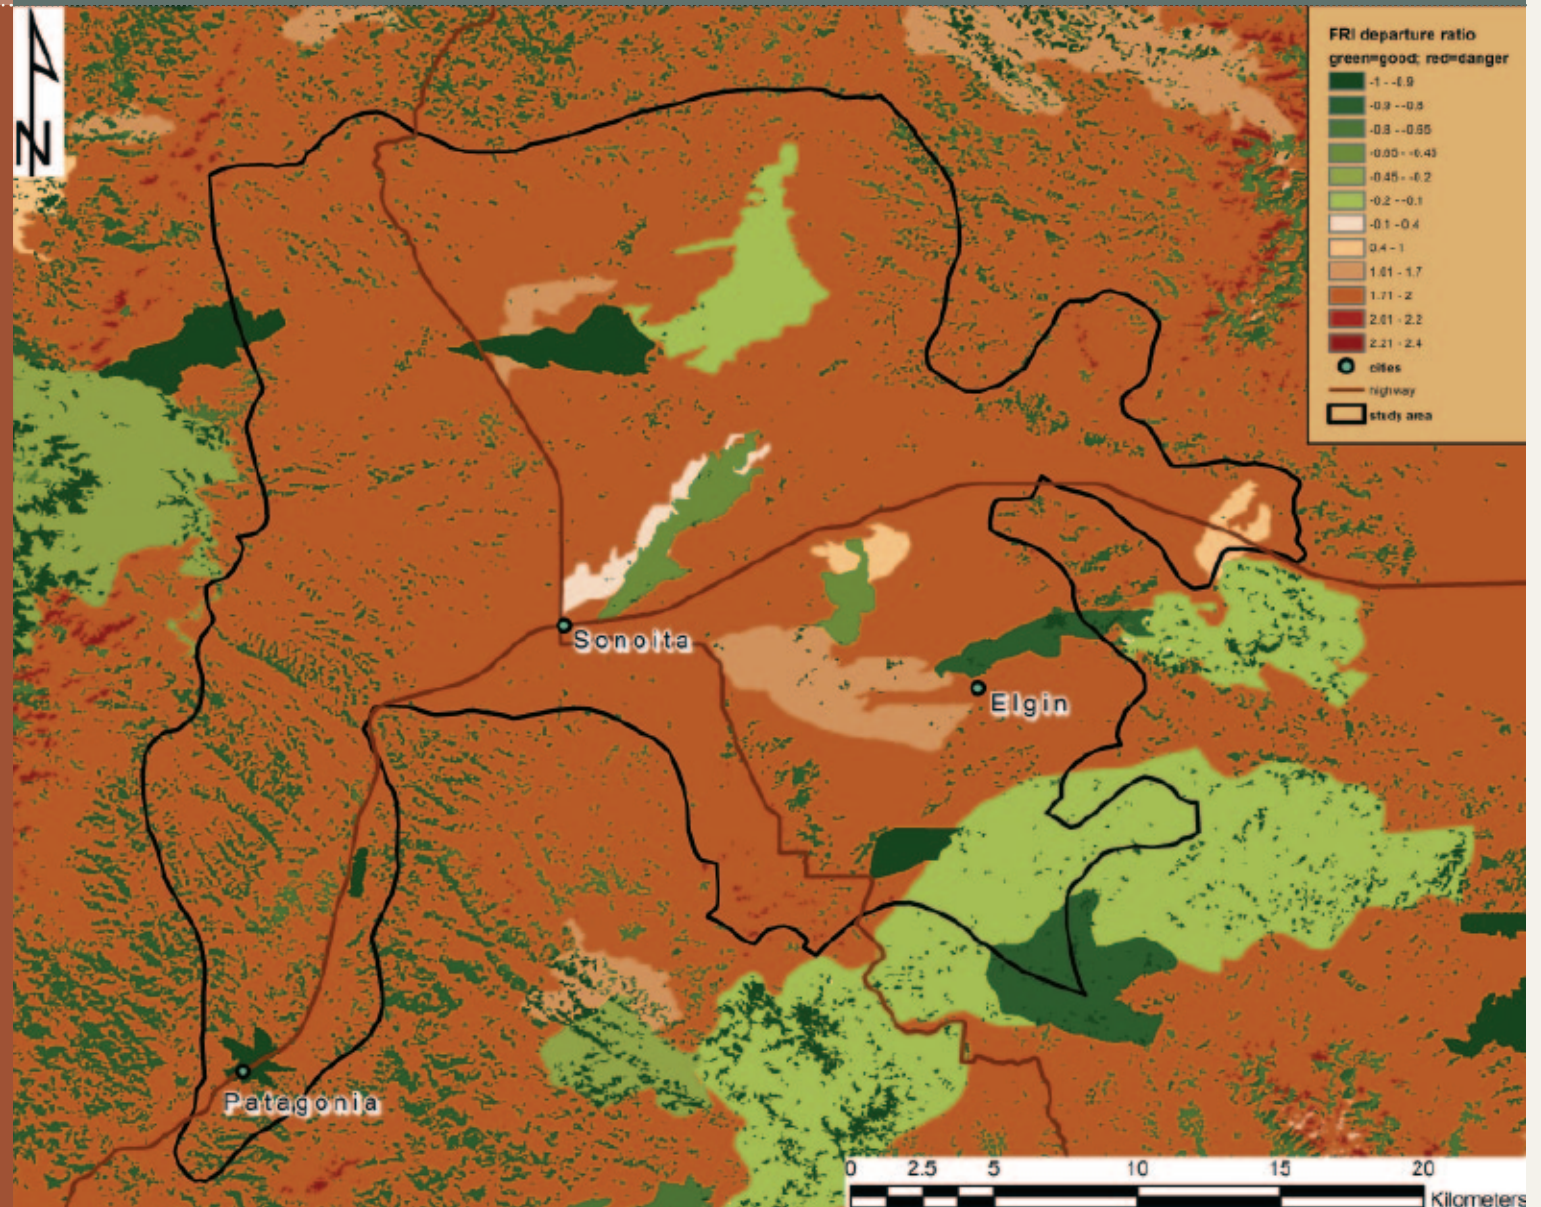 N
FRI departure ratio
green=good; red=danger
-1 - -0.9
-0.9 - -0.8
-0.8 - -0.65
-0.65 - -0.45
-0.45 - -0.2
-0.2 - -0.1
-0.1 - 0.4
0.4 - 1
1.01 - 1.7
1.71 - 2
2.01 - 2.2
2.21 - 2.4
cities
highway
study area
Sonoita
Elgin
Patagonia
0 2.5 5 10 15 20
Kilometers